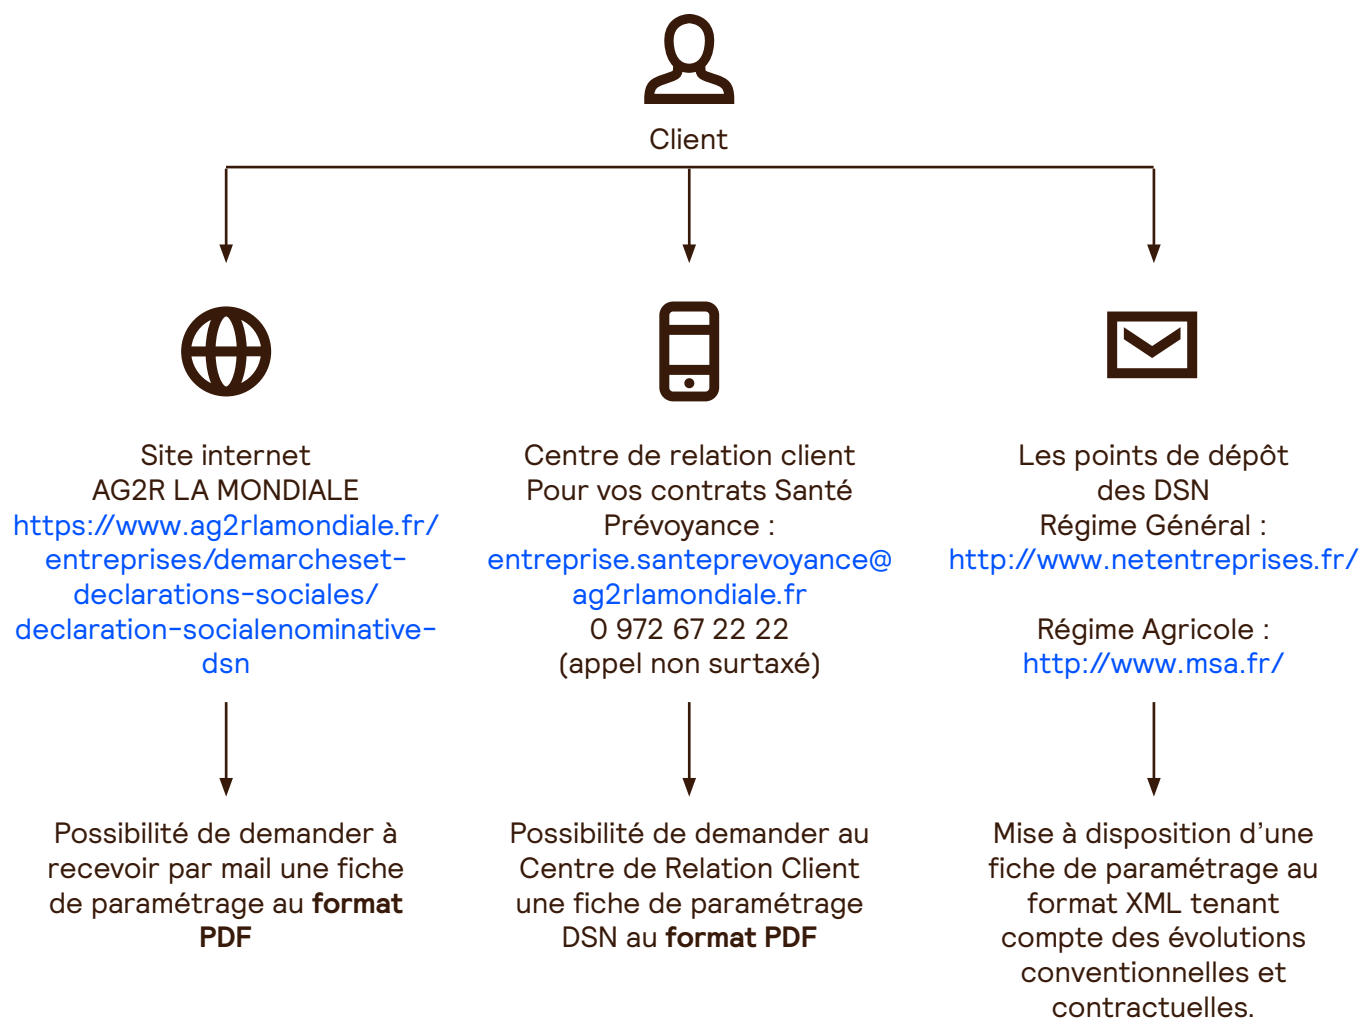 Client
Site internet
AG2R LA MONDIALE
https://www.ag2rlamondiale.fr/
entreprises/demarcheset-
declarations-sociales/
declaration-socialenominative-
dsn
Possibilité de demander à
recevoir par mail une fiche
de paramétrage au format
PDF
Centre de relation client
Pour vos contrats Santé
Prévoyance :
entreprise.santeprevoyance@
ag2rlamondiale.fr
0 972 67 22 22
(appel non surtaxé)
Possibilité de demander au
Centre de Relation Client
une fiche de paramétrage
DSN au format PDF
Les points de dépôt
des DSN
Régime Général :
http://www.netentreprises.fr/
Régime Agricole :
http://www.msa.fr/
Mise à disposition d’une
fiche de paramétrage au
format XML tenant
compte des évolutions
conventionnelles et
contractuelles.